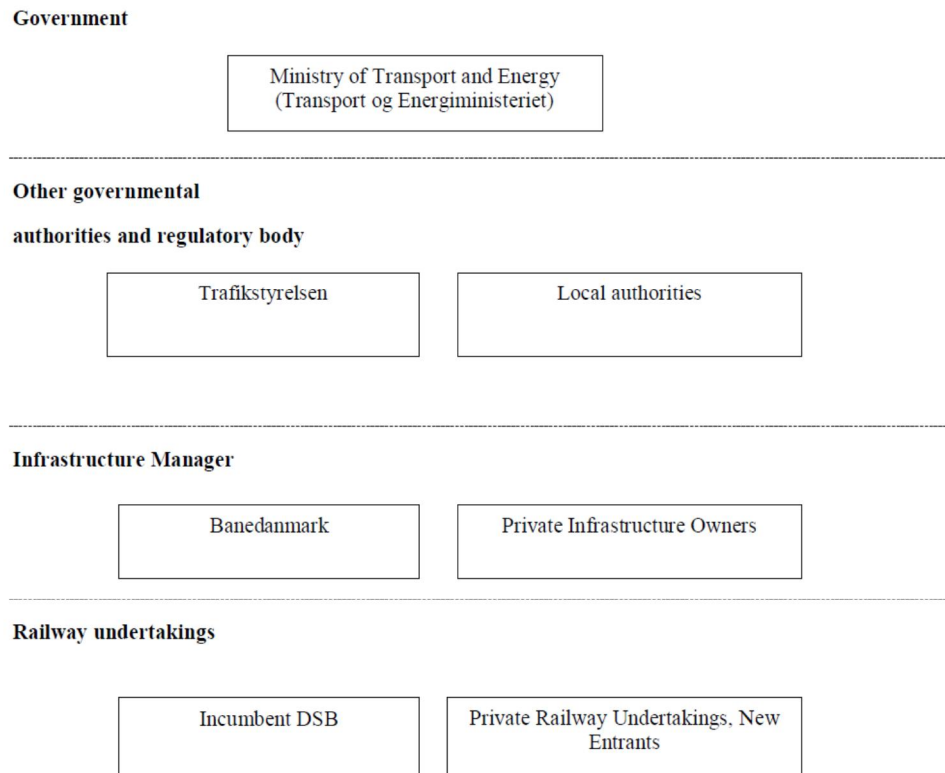 Government
Ministry of Transport and Energy
(Transport og Energiministeriet)
Other governmental
authorities and regulatory body
Trafikstyrelsen
Local authorities
Infrastructure Manager
Banedanmark
Private Infrastructure Owners
Railway undertakings
Incumbent DSB
Private Railway Undertakings, New
Entrants